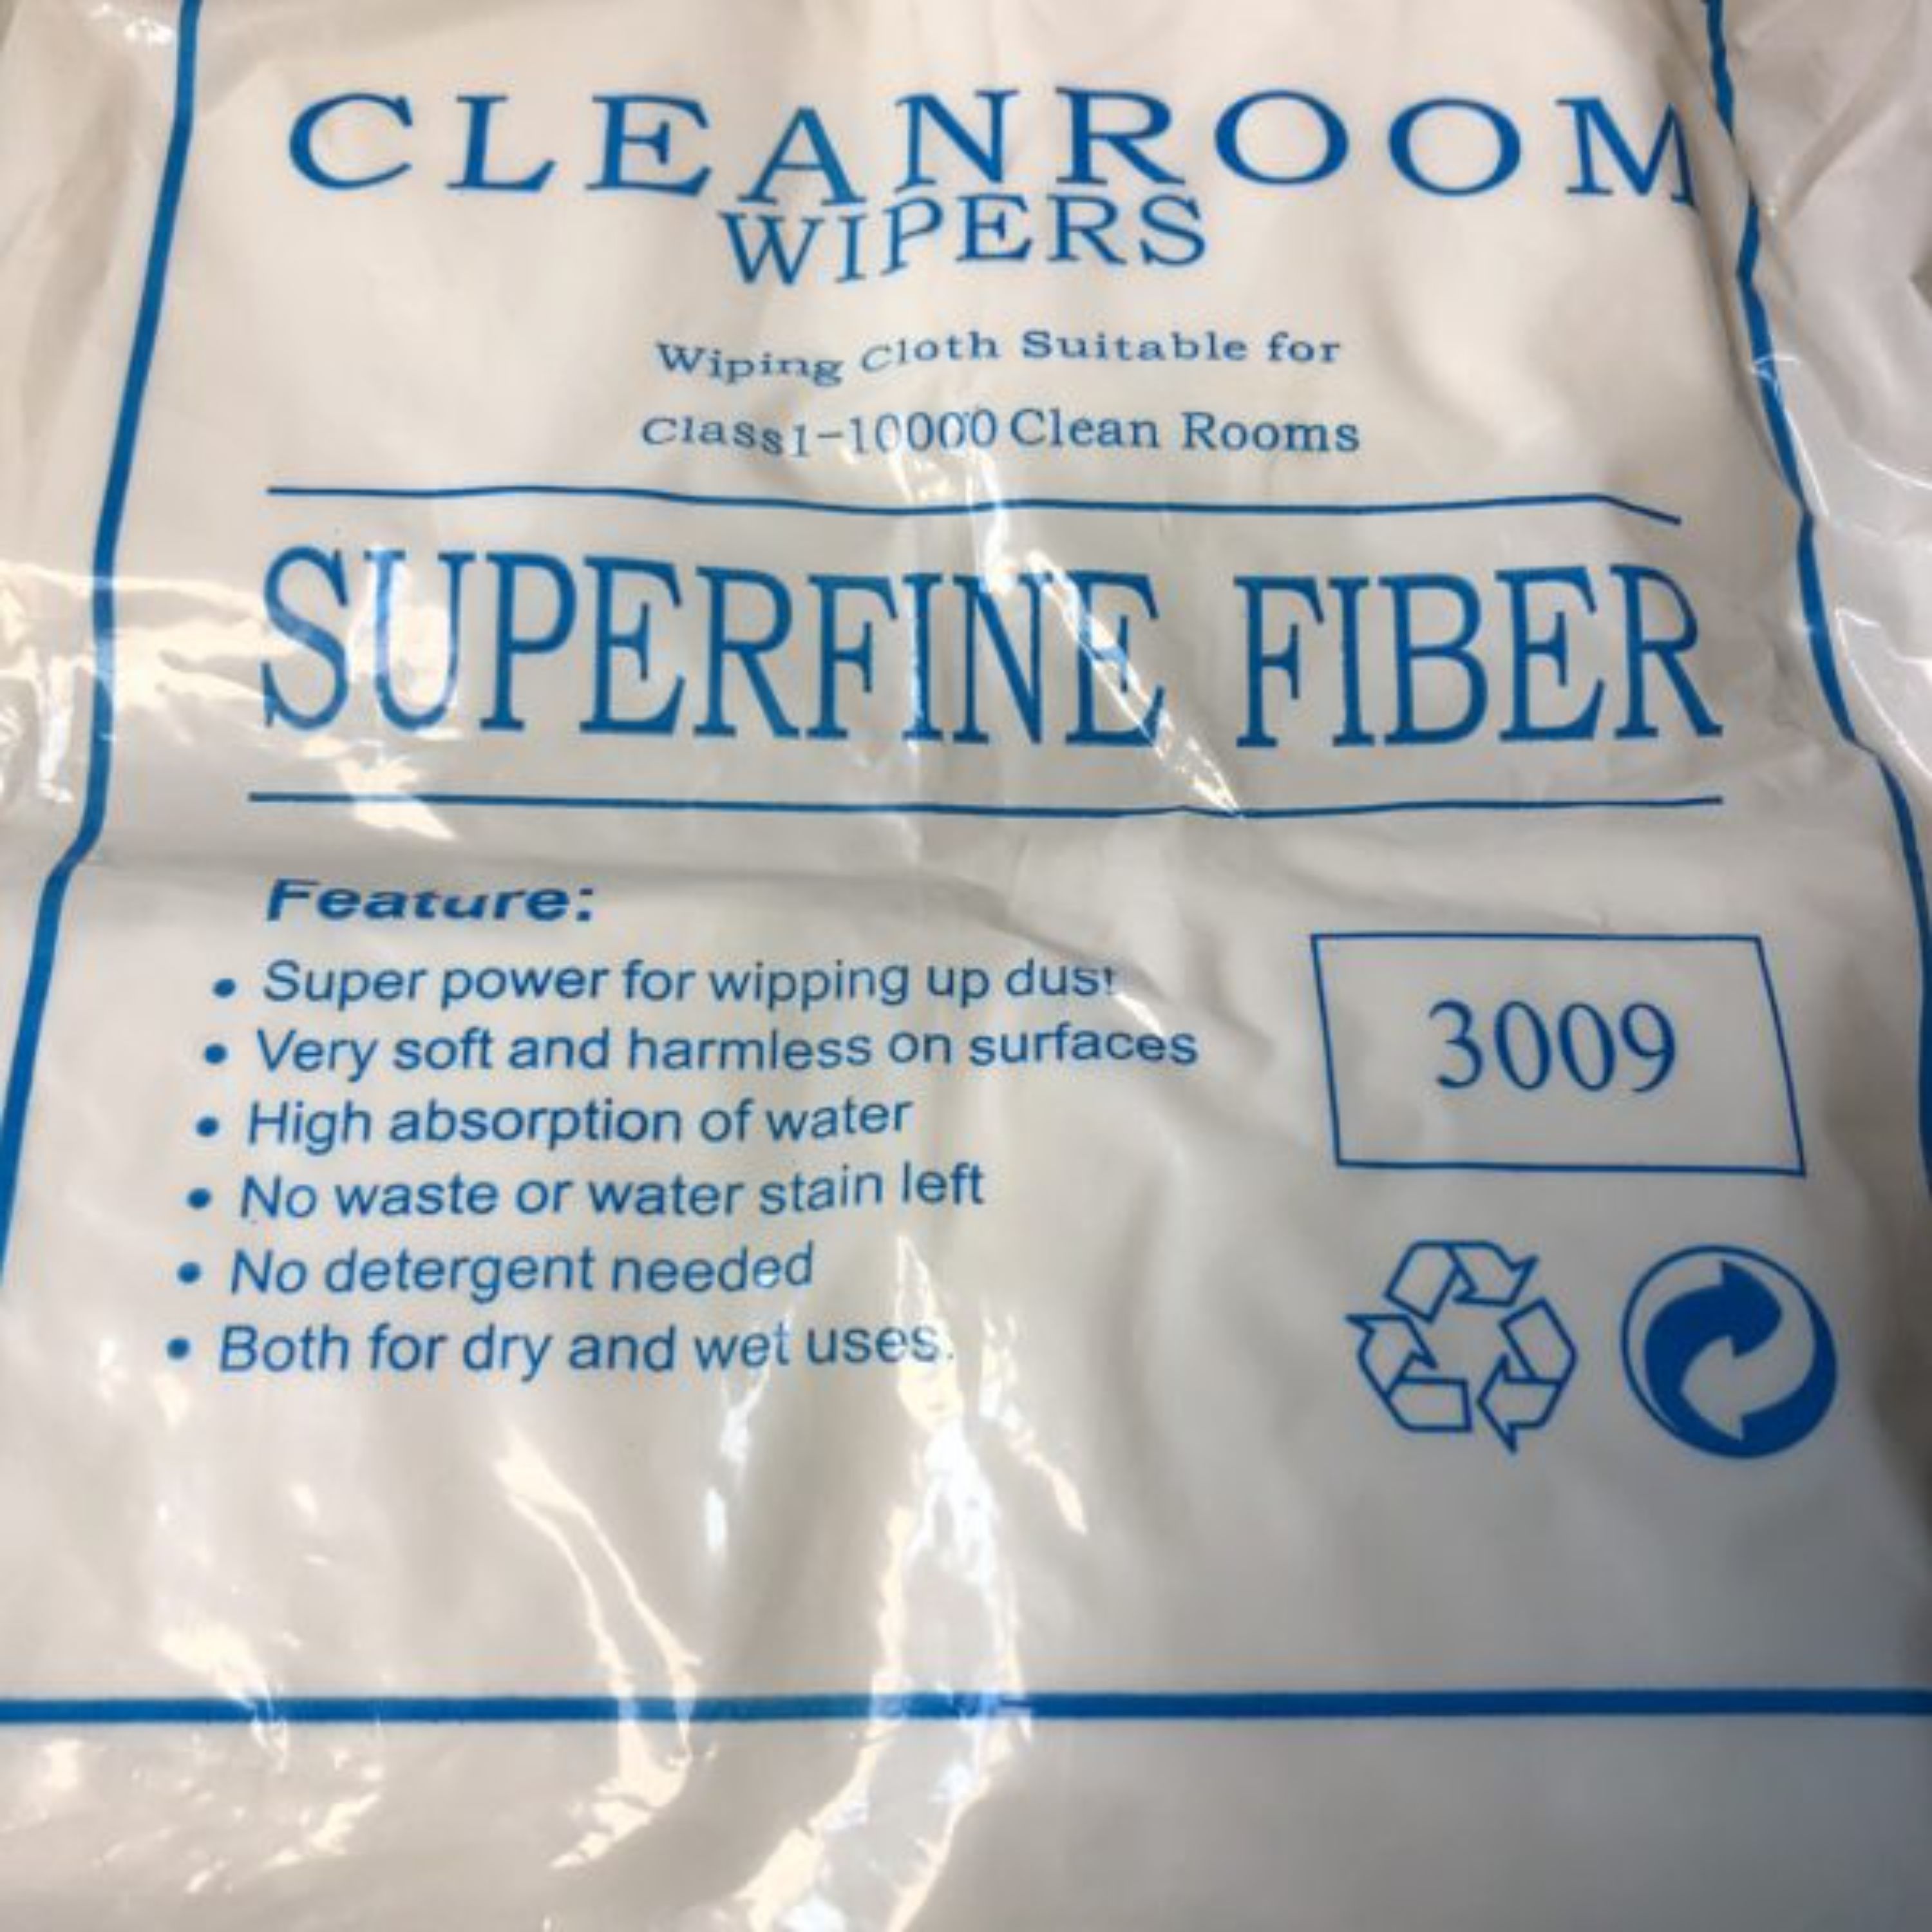 CLEANROOM
WIPERS
Wiping Cloth Suitable for
Class1-10000 Clean Rooms
SUPERFINE FIBER
Feature:
• Super power for wipping up dust
• Very soft and harmless on surfaces
• High absorption of water
• No waste or water stain left
• No detergent needed
• Both for dry and wet uses.
3009